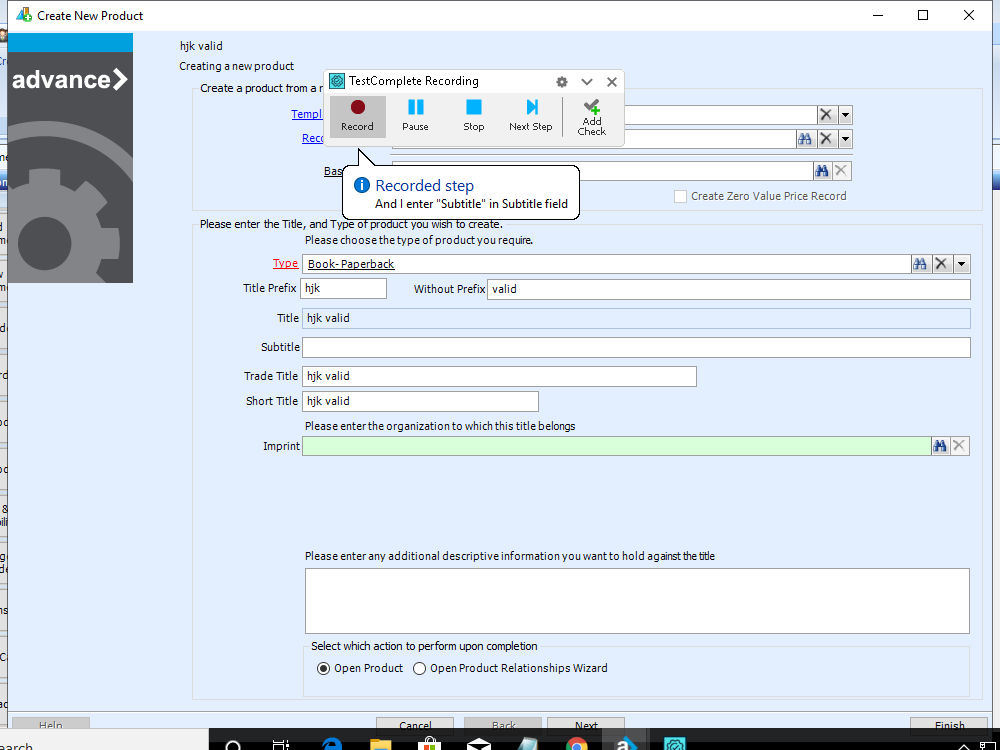 Create New Product
advance
hjk valid
Creating a new product
Create a product from a r
TestComplete Recording
Record
Pause
Stop
Next Step
Add
Check
Templ
Reco
Bas
Recorded step
And I enter "Subtitle" in Subtitle field
Create Zero Value Price Record
Please enter the Title, and Type of product you wish to create.
Please choose the type of product you require.
Type Book- Paperback
Title Prefix hjk Without Prefix valid
Title hjk valid
Subtitle
Trade Title hjk valid
Short Title hjk valid
Please enter the organization to which this title belongs
Imprint
Please enter any additional descriptive information you want to hold against the title
Select which action to perform upon completion
Open Product Open Product Relationships Wizard
Help Cancel Back Next Finish
earch